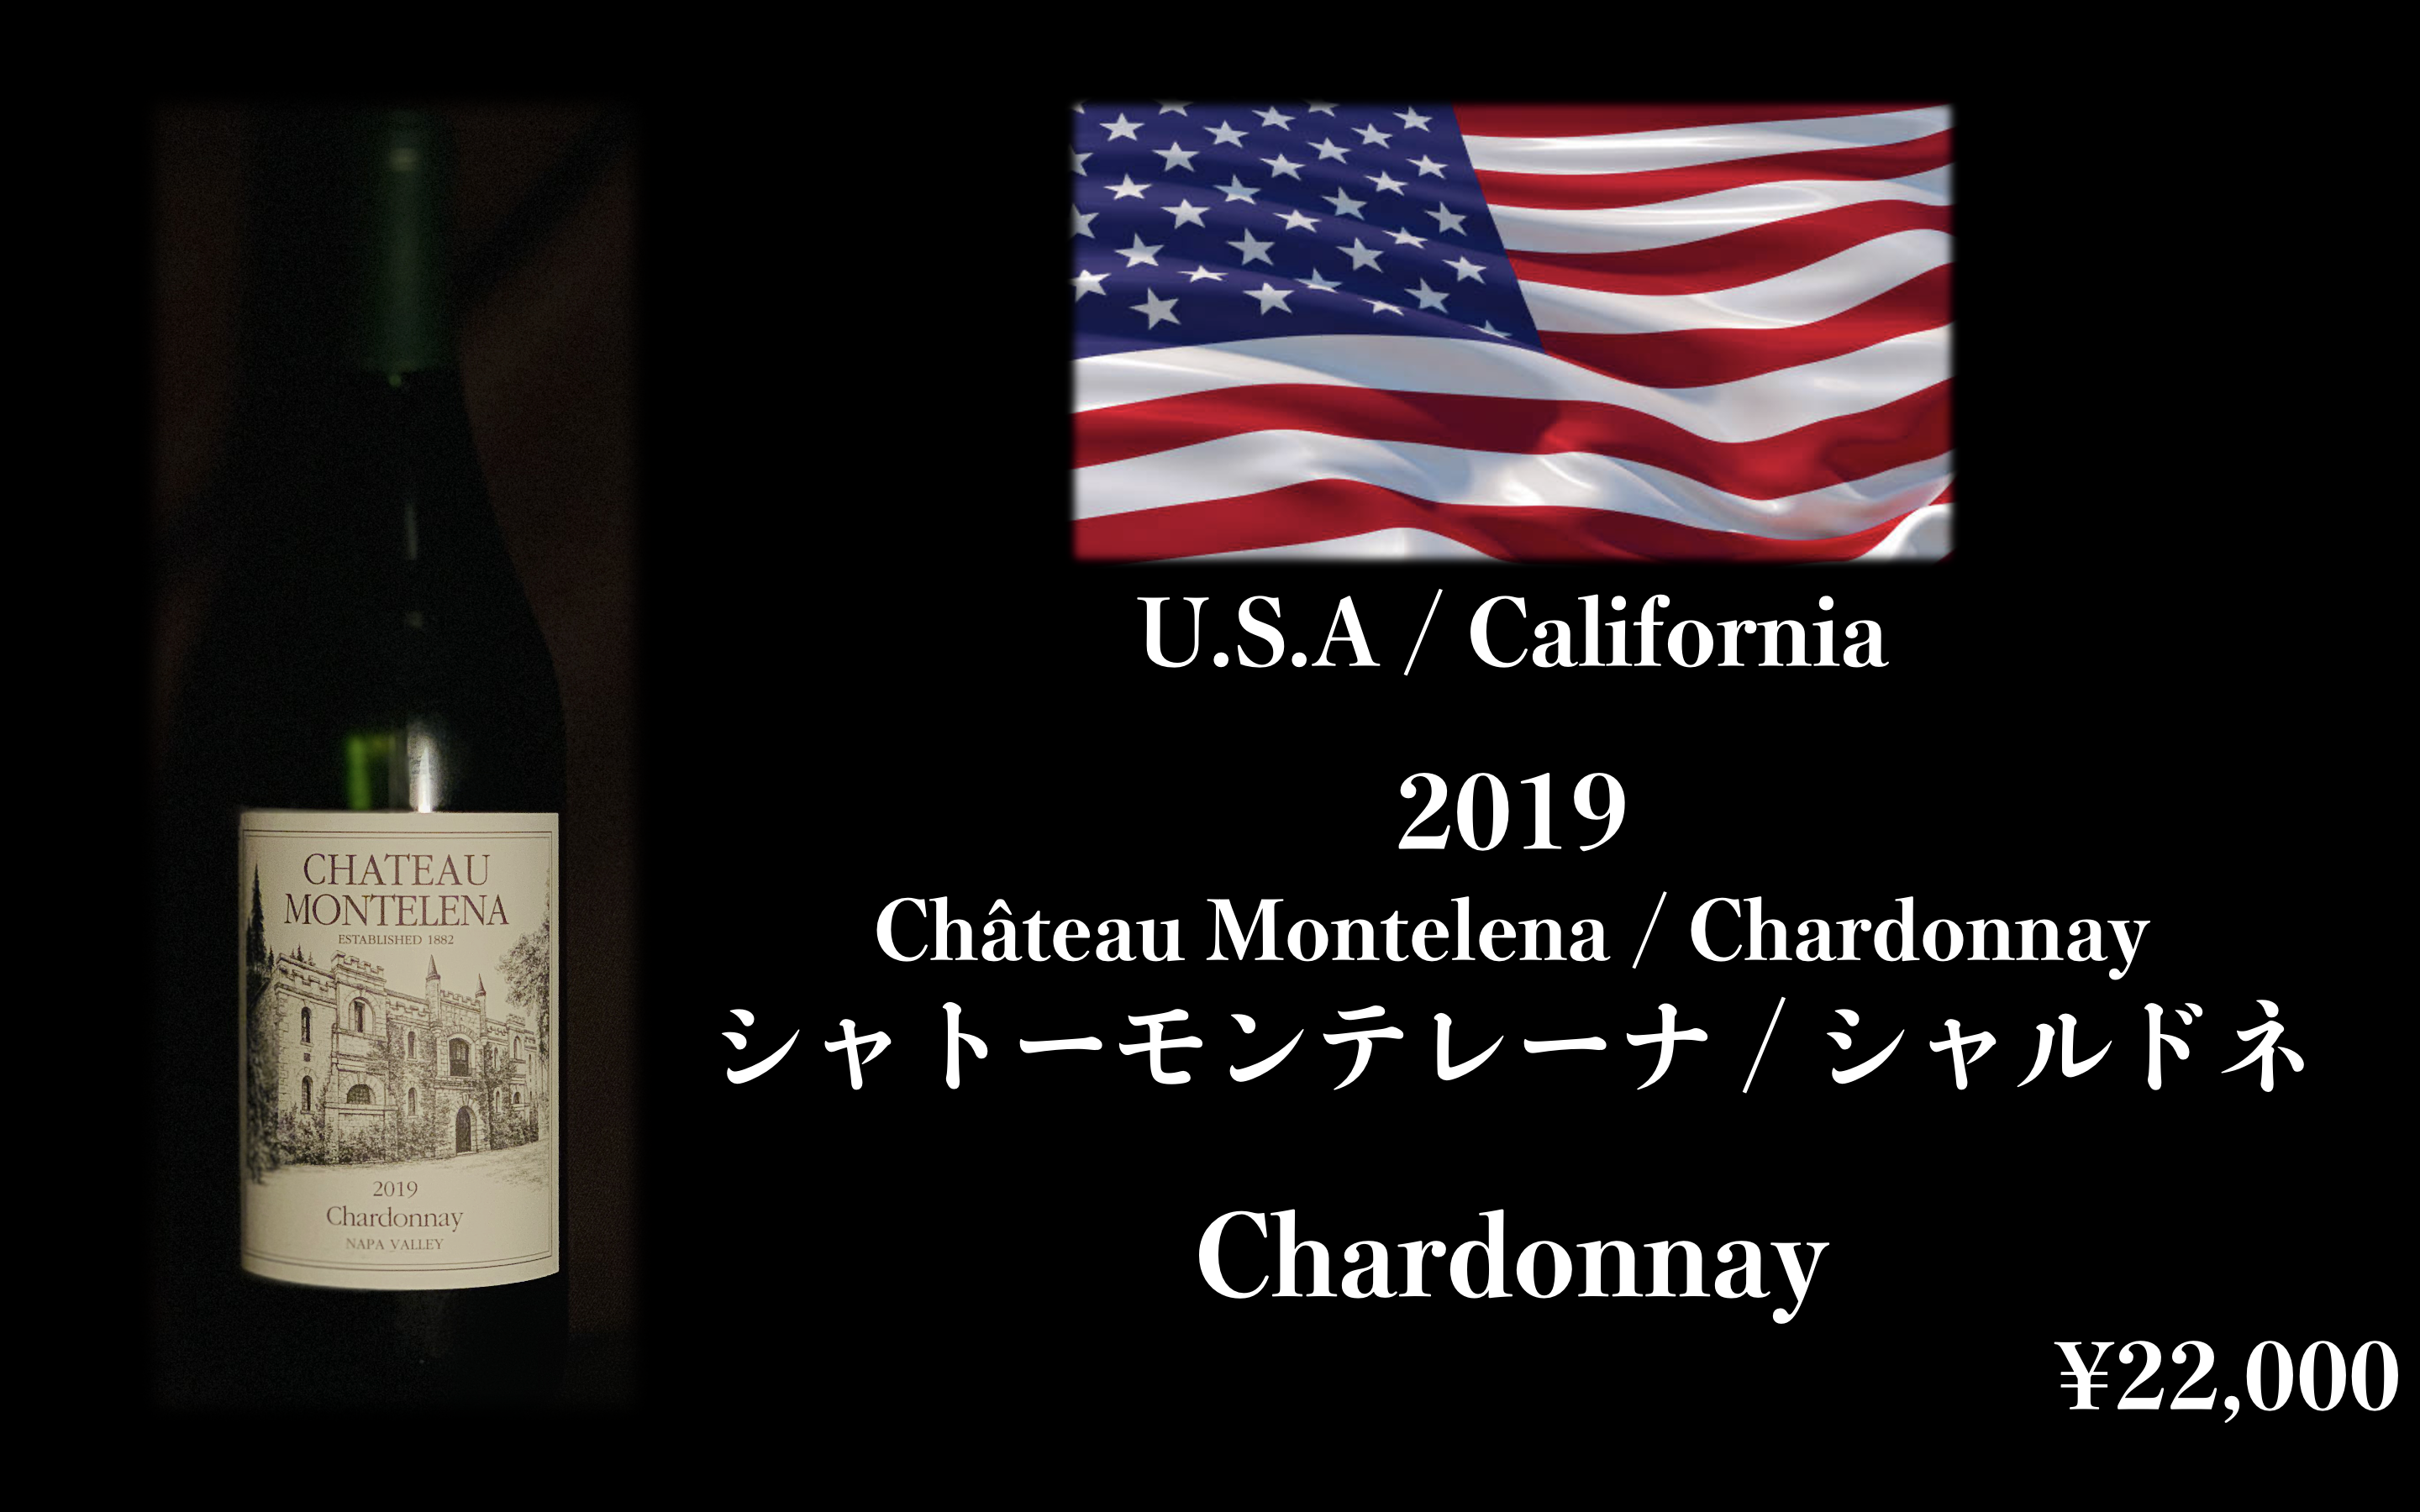 CHATEAU
MONTELENA
ESTABLISHED 1882
2019
Chardonnay
NAPA VALLEY
U.S.A / California
2019
Château Montelena / Chardonnay
シャトーモンテレーナ / シャルドネ
Chardonnay
¥22,000